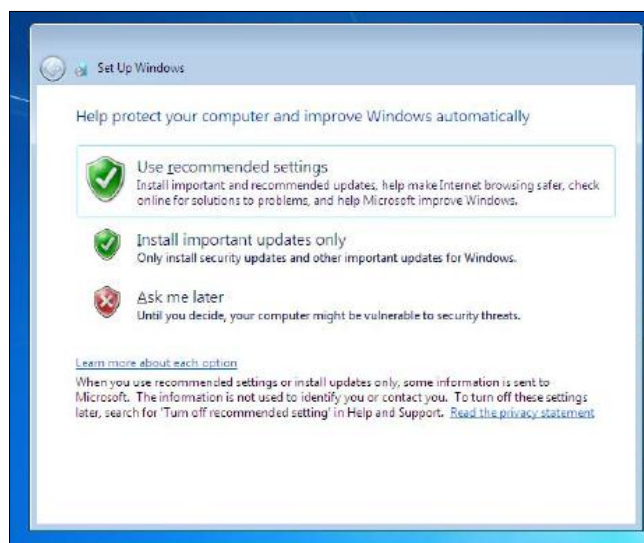 Set Up Windows
Help protect your computer and improve Windows automatically
Use recommended settings
Install important and recommended updates, help make Internet browsing safer, check
online for solutions to problems, and help Microsoft improve Windows.
Install important updates only
Only install security updates and other important updates for Windows.
Ask me later
Until you decide, your computer might be vulnerable to security threats.
Learn more about each option
When you use recommended settings or install updates only, some information is sent to
Microsoft. The information is not used to identify you or contact you. To turn off these settings
later, search for 'Turn off recommended setting' in Help and Support. Read the privacy statement